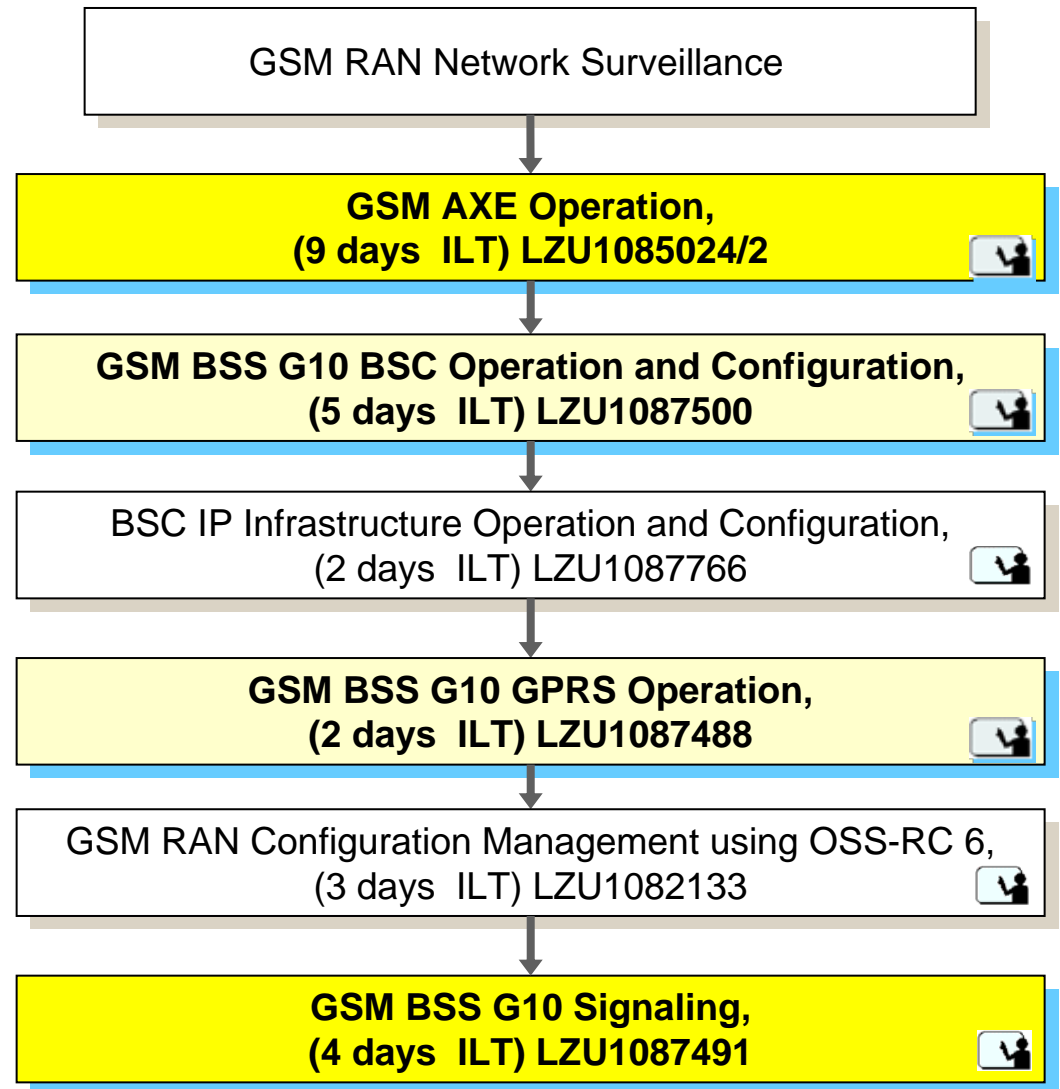 GSM RAN Network Surveillance
GSM AXE Operation,
(9 days  ILT) LZU1085024/2
GSM BSS G10 BSC Operation and Configuration,
(5 days  ILT) LZU1087500
BSC IP Infrastructure Operation and Configuration,
(2 days  ILT) LZU1087766
GSM BSS G10 GPRS Operation,
(2 days  ILT) LZU1087488
GSM RAN Configuration Management using OSS-RC 6,
(3 days  ILT) LZU1082133
GSM BSS G10 Signaling,
(4 days  ILT) LZU1087491